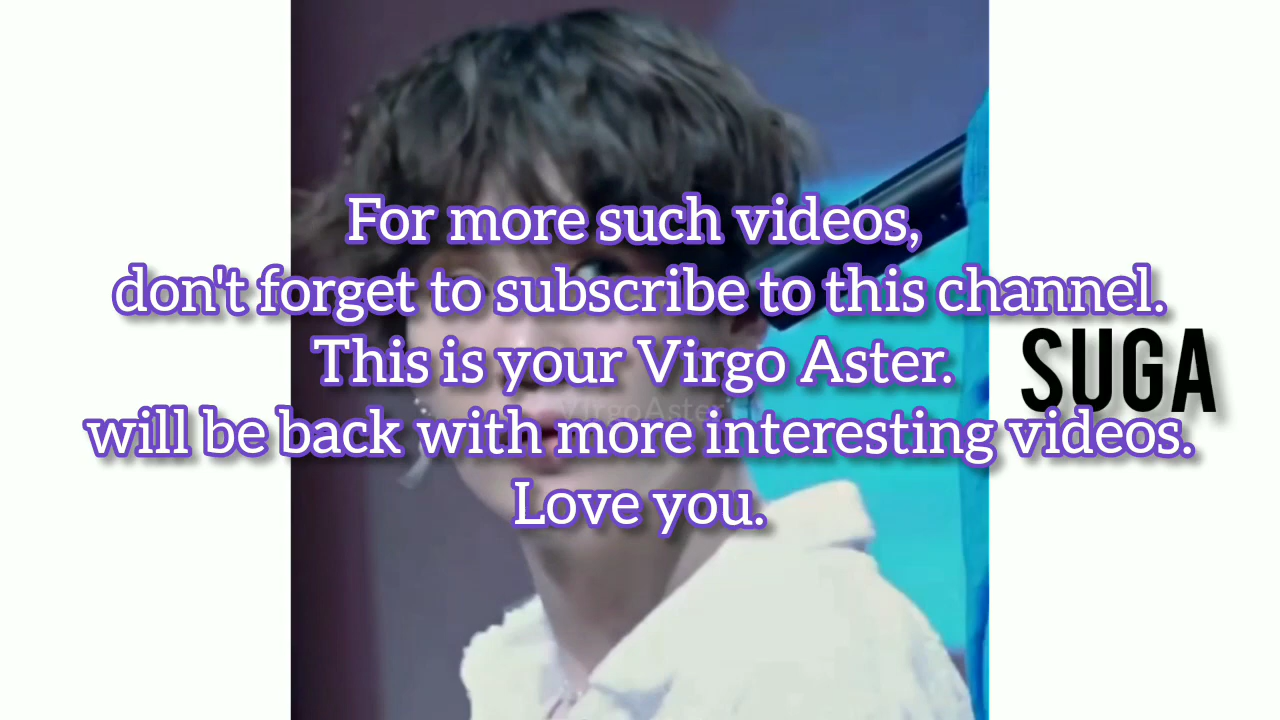 For more such videos,
don't forget to subscribe to this channel.
This is your Virgo Aster.
SUGA
VirgoAster
will be back with more interesting videos.
Love you.